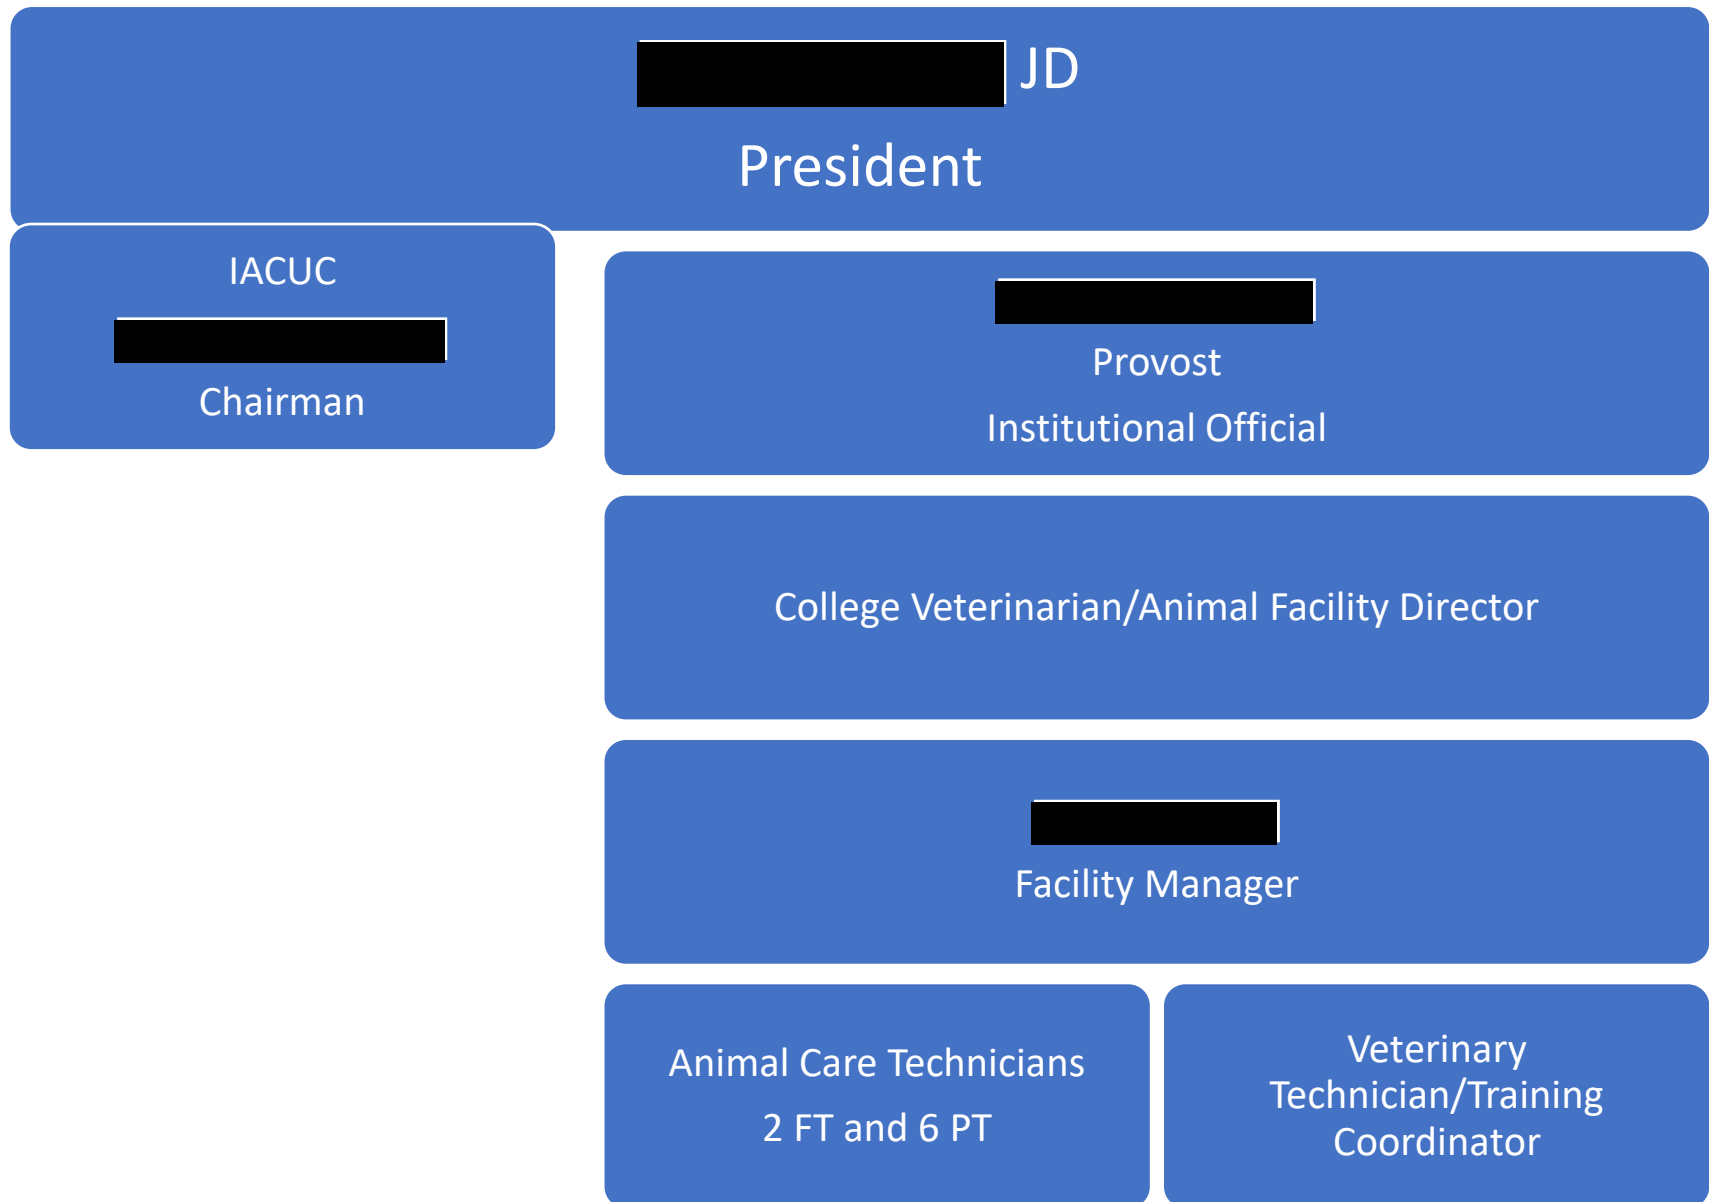 JD
President
IACUC
Chairman
Provost
Institutional Official
College Veterinarian/Animal Facility Director
Facility Manager
Animal Care Technicians
2 FT and 6 PT
Veterinary
Technician/Training
Coordinator